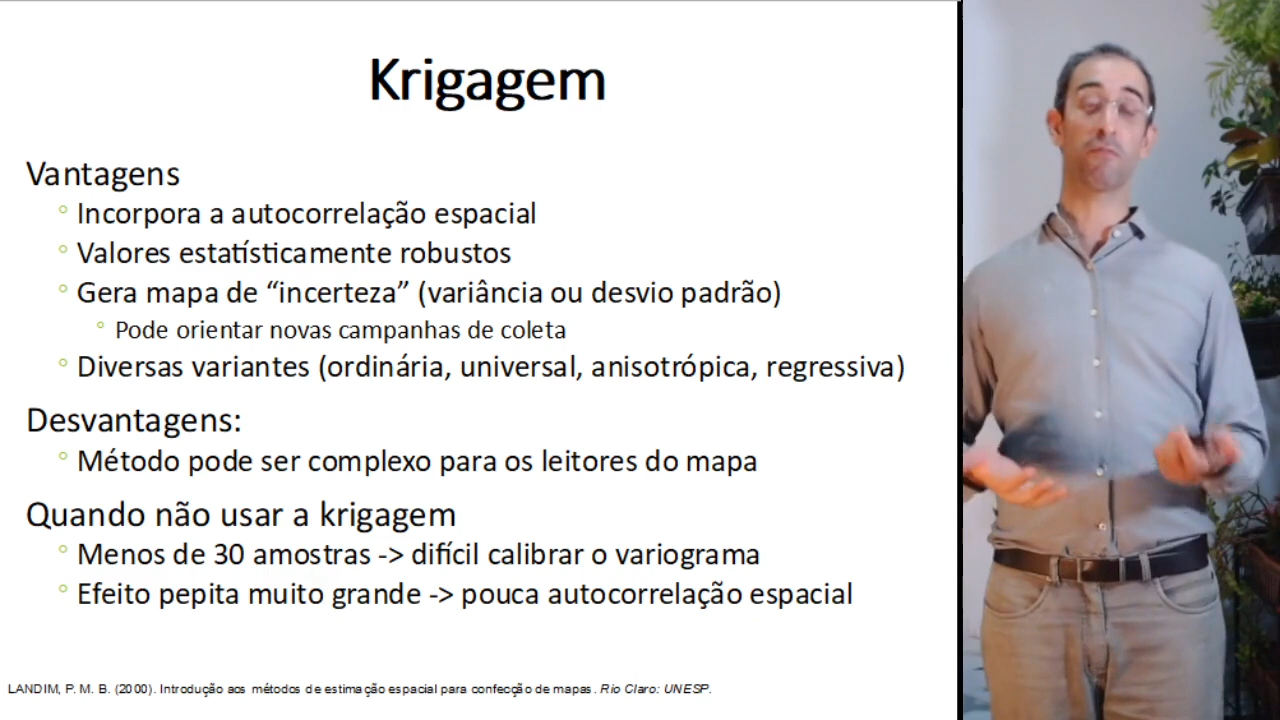 Krigagem
Vantagens
Incorpora a autocorrelação espacial
Valores estatísticamente robustos
Gera mapa de “incerteza” (variância ou desvio padrão)
Pode orientar novas campanhas de coleta
Diversas variantes (ordinária, universal, anisotrópica, regressiva)
Desvantagens:
Método pode ser complexo para os leitores do mapa
Quando não usar a krigagem
Menos de 30 amostras -> difícil calibrar o variograma
Efeito pepita muito grande -> pouca autocorrelação espacial
LANDIM, P. M. B. (2000). Introdução aos métodos de estimação espacial para confecção de mapas. Rio Claro: UNESP.